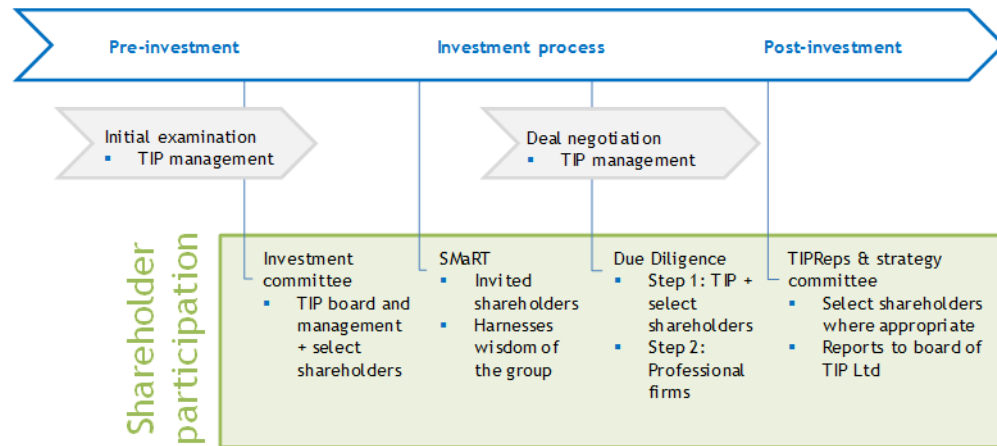 Pre-investment
Investment process
Post-investment
Initial examination
▪ TIP management
Deal negotiation
▪ TIP management
Shareholder
participation
Investment
committee
▪ TIP board and
management
+ select
shareholders
SMaRT
▪ Invited
shareholders
▪ Harnesses
wisdom of
the group
Due Diligence
▪ Step 1: TIP +
select
shareholders
▪ Step 2:
Professional
firms
TIPReps & strategy
committee
▪ Select shareholders
where appropriate
▪ Reports to board of
TIP Ltd